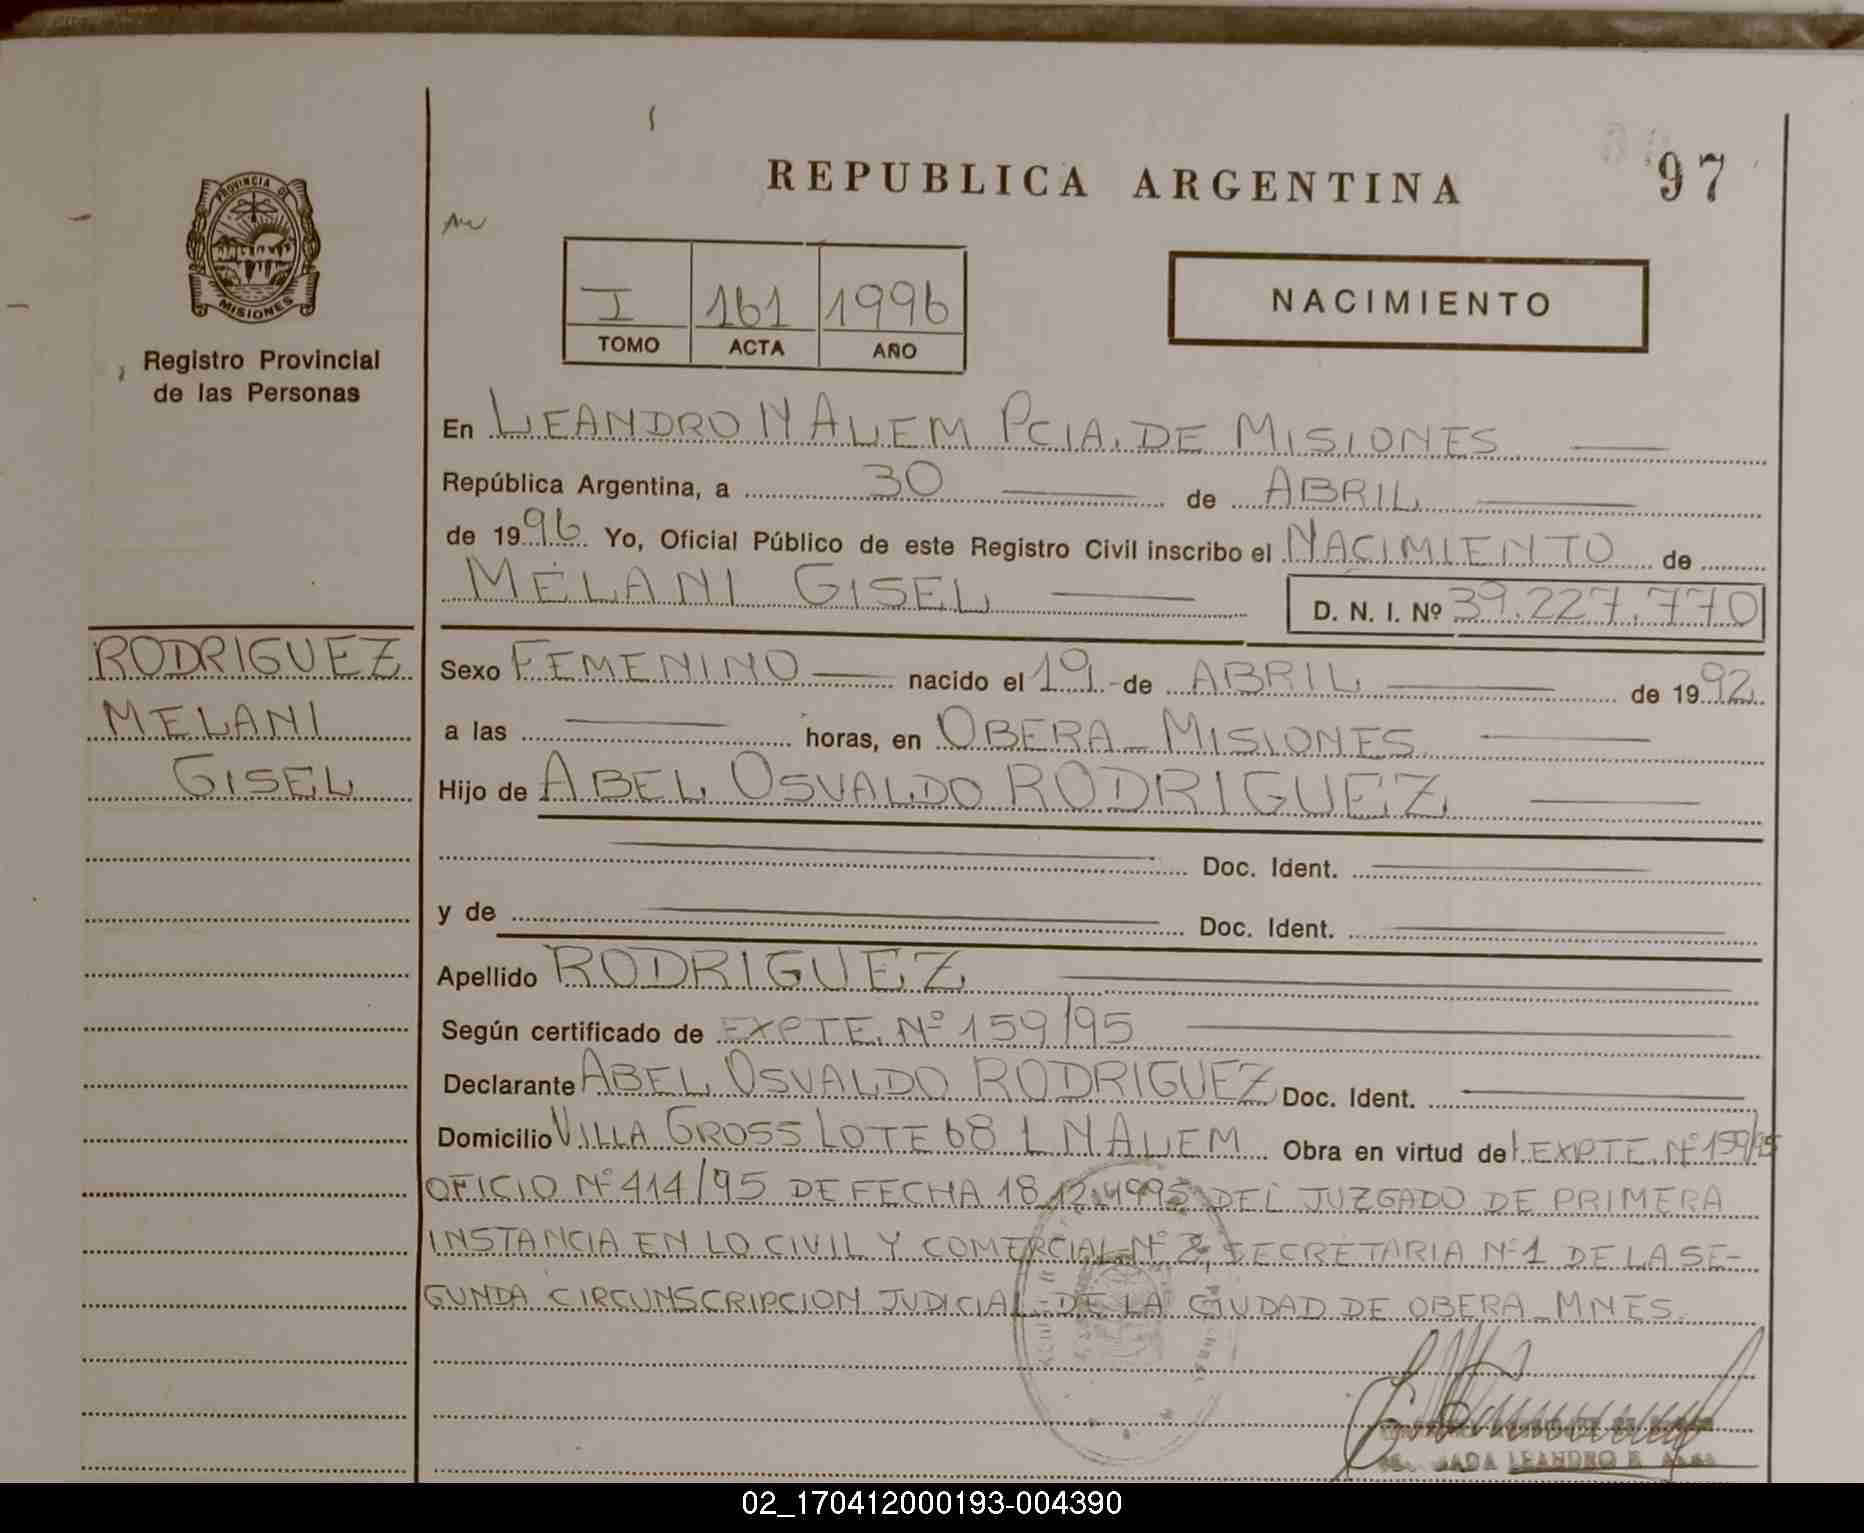 REPUBLICA ARGENTINA
97
PROVINCIA DE
MISIONES
Registro Provincial
de las Personas
I 161 1996
TOMO ACTA AÑO
NACIMIENTO
En LEANDRO N ALEM PCIA. DE MISIONES
República Argentina, a 30 de ABRIL
de 1996 Yo, Oficial Público de este Registro Civil inscribo el NACIMIENTO de
MELANI GISEL D. N. I. Nº 39.227.770
RODRIGUEZ
MELANI
GISEL
Sexo FEMENINO nacido el 19 de ABRIL de 1992
a las horas, en OBERA - MISIONES
Hijo de ABEL OSVALDO RODRIGUEZ
Doc. Ident.
y de Doc. Ident.
Apellido RODRIGUEZ
Según certificado de EXPTE. Nº 159/95
Declarante ABEL OSVALDO RODRIGUEZ Doc. Ident.
Domicilio VILLA GROSS LOTE 68 L N ALEM Obra en virtud del EXPTE. Nº 159/95
OFICIO Nº 414/95 DE FECHA 18.12.1995 DEL JUZGADO DE PRIMERA
INSTANCIA EN LO CIVIL Y COMERCIAL Nº 2, SECRETARIA Nº 1 DE LA SE-
GUNDA CIRCUNSCRIPCION JUDICIAL DE LA CIUDAD DE OBERA - MNES.
LEANDRO
02_170412000193-004390